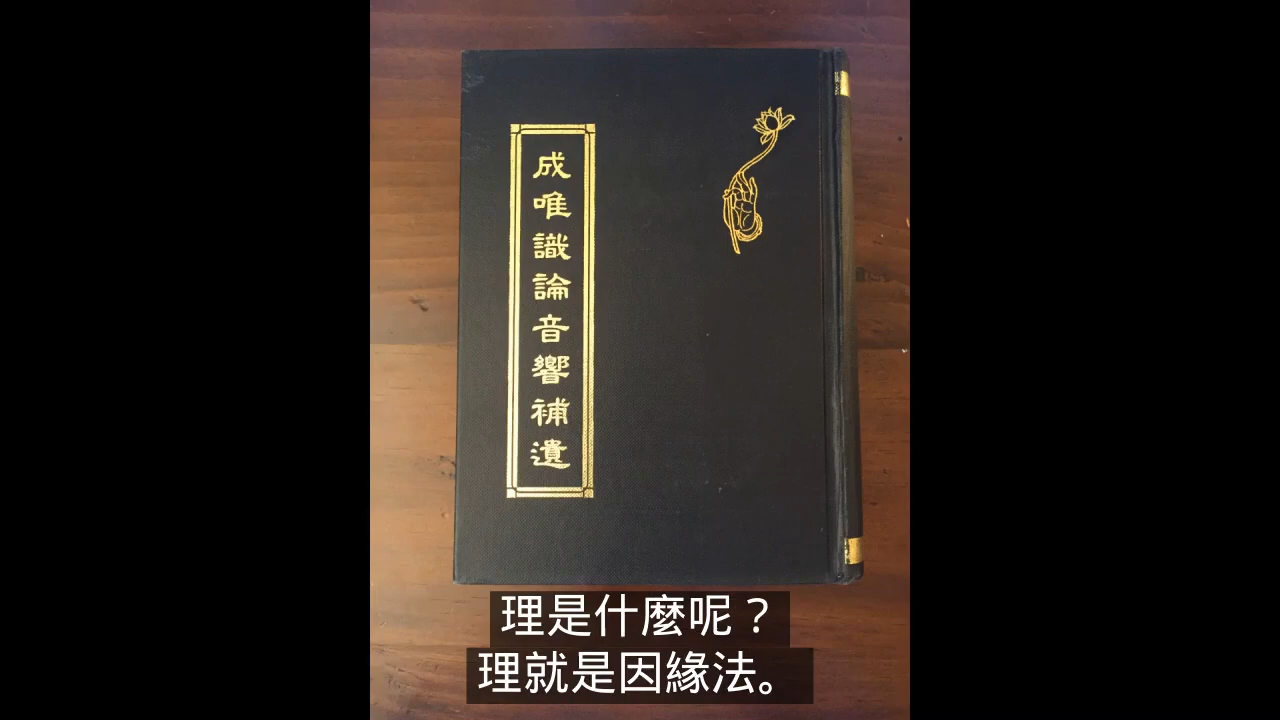 成唯識論音響補遺
理是什麼呢？
理就是因緣法。